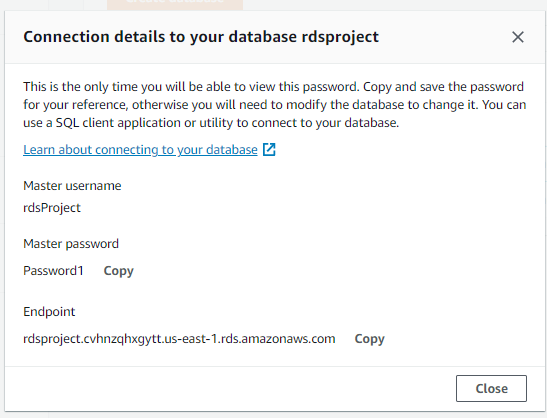 Connection details to your database rdsproject
This is the only time you will be able to view this password. Copy and save the password
for your reference, otherwise you will need to modify the database to change it. You can
use a SQL client application or utility to connect to your database.
Learn about connecting to your database
Master username
rdsProject
Master password
Password1 Copy
Endpoint
rdsproject.cvhnzqhxgytt.us-east-1.rds.amazonaws.com Copy
Close